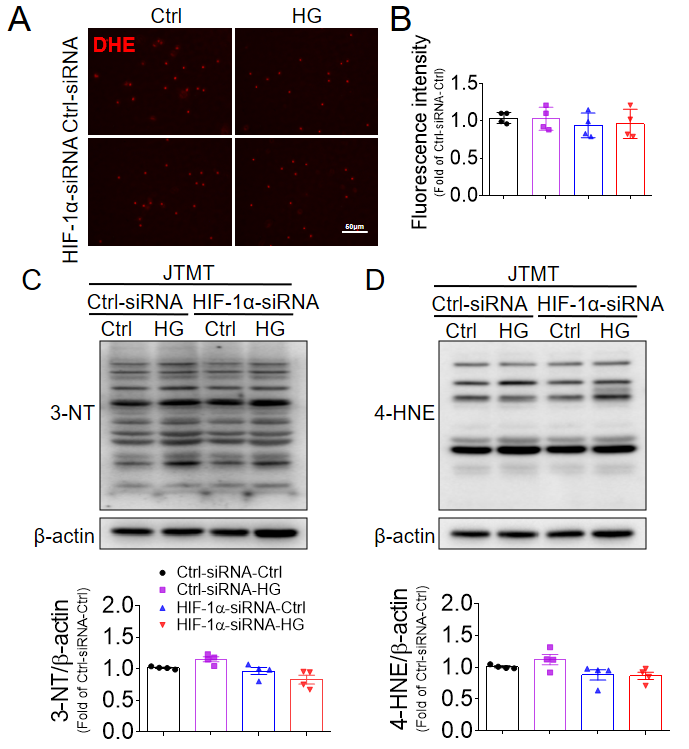 A
Ctrl
HG
Ctrl-siRNA
HIF-1α-siRNA
DHE
50μm
B
Fluorescence intensity
(Fold of Ctrl-siRNA-Ctrl)
1.5
1.0
0.5
0.0
C
JTMT
Ctrl-siRNA HIF-1α-siRNA
Ctrl HG Ctrl HG
3-NT
β-actin
Ctrl-siRNA-Ctrl
Ctrl-siRNA-HG
HIF-1α-siRNA-Ctrl
HIF-1α-siRNA-HG
3-NT/β-actin
(Fold of Ctrl-siRNA-Ctrl)
2.0
1.5
1.0
0.5
0.0
D
JTMT
Ctrl-siRNA HIF-1α-siRNA
Ctrl HG Ctrl HG
4-HNE
β-actin
4-HNE/β-actin
(Fold of Ctrl-siRNA-Ctrl)
2.0
1.5
1.0
0.5
0.0